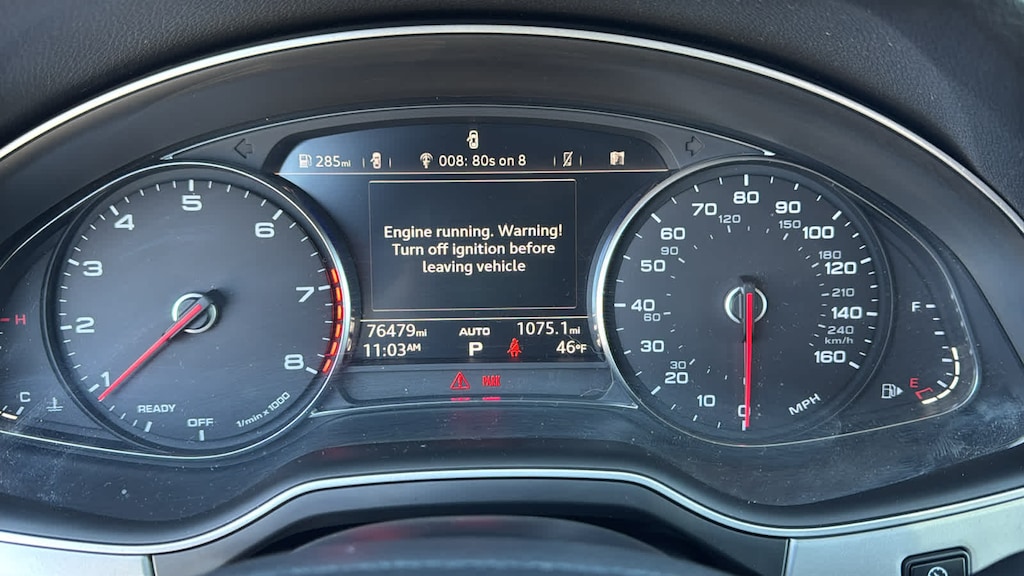 285mi
008: 80s on 8
Engine running. Warning!
Turn off ignition before
leaving vehicle
76479mi AUTO 1075.1mi
11:03AM P 46°F
PARK
1 2 3 4 5 6 7 8
READY
OFF
1/min x 1000
H
C
0 10 20 30 40 50 60 70 80 90 100 120 140 160
30 60 90 120 150 180 210 240
km/h
MPH
F
E